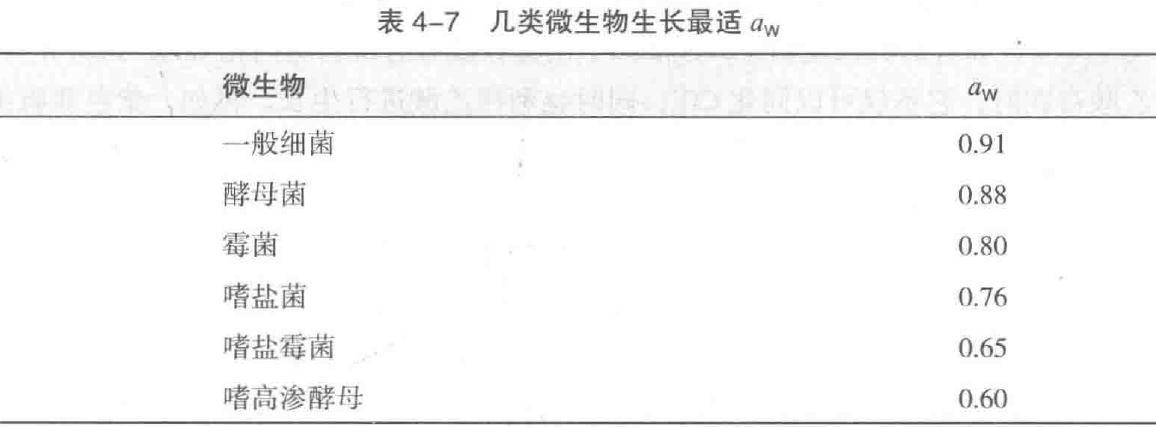 表 4–7 几类微生物生长最适 aw
微生物 aw
一般细菌 0.91
酵母菌 0.88
霉菌 0.80
嗜盐菌 0.76
嗜盐霉菌 0.65
嗜高渗酵母 0.60